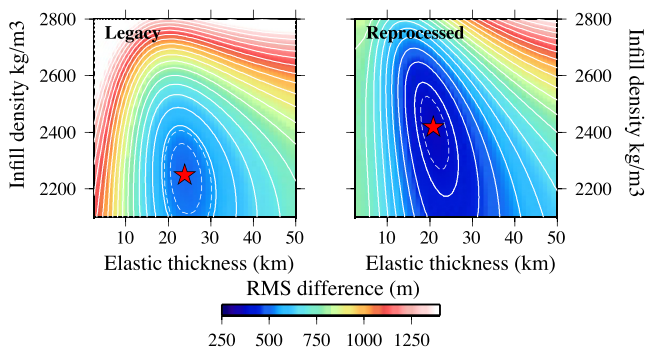 Legacy
Reprocessed
Infill density kg/m3
2800
2600
2400
2200
10 20 30 40 50
Elastic thickness (km)
10 20 30 40 50
Elastic thickness (km)
2800
2600
2400
2200
Infill density kg/m3
RMS difference (m)
250 500 750 1000 1250